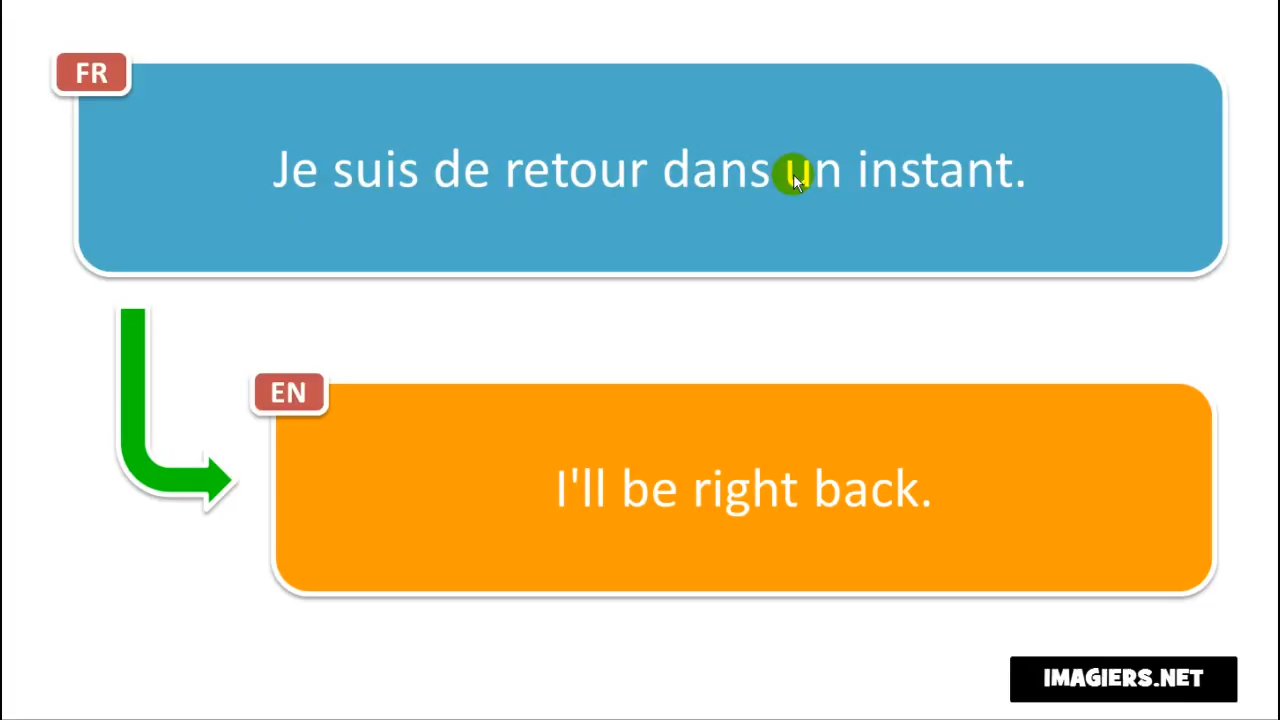 FR
Je suis de retour dans un instant.
EN
I'll be right back.
IMAGIERS.NET